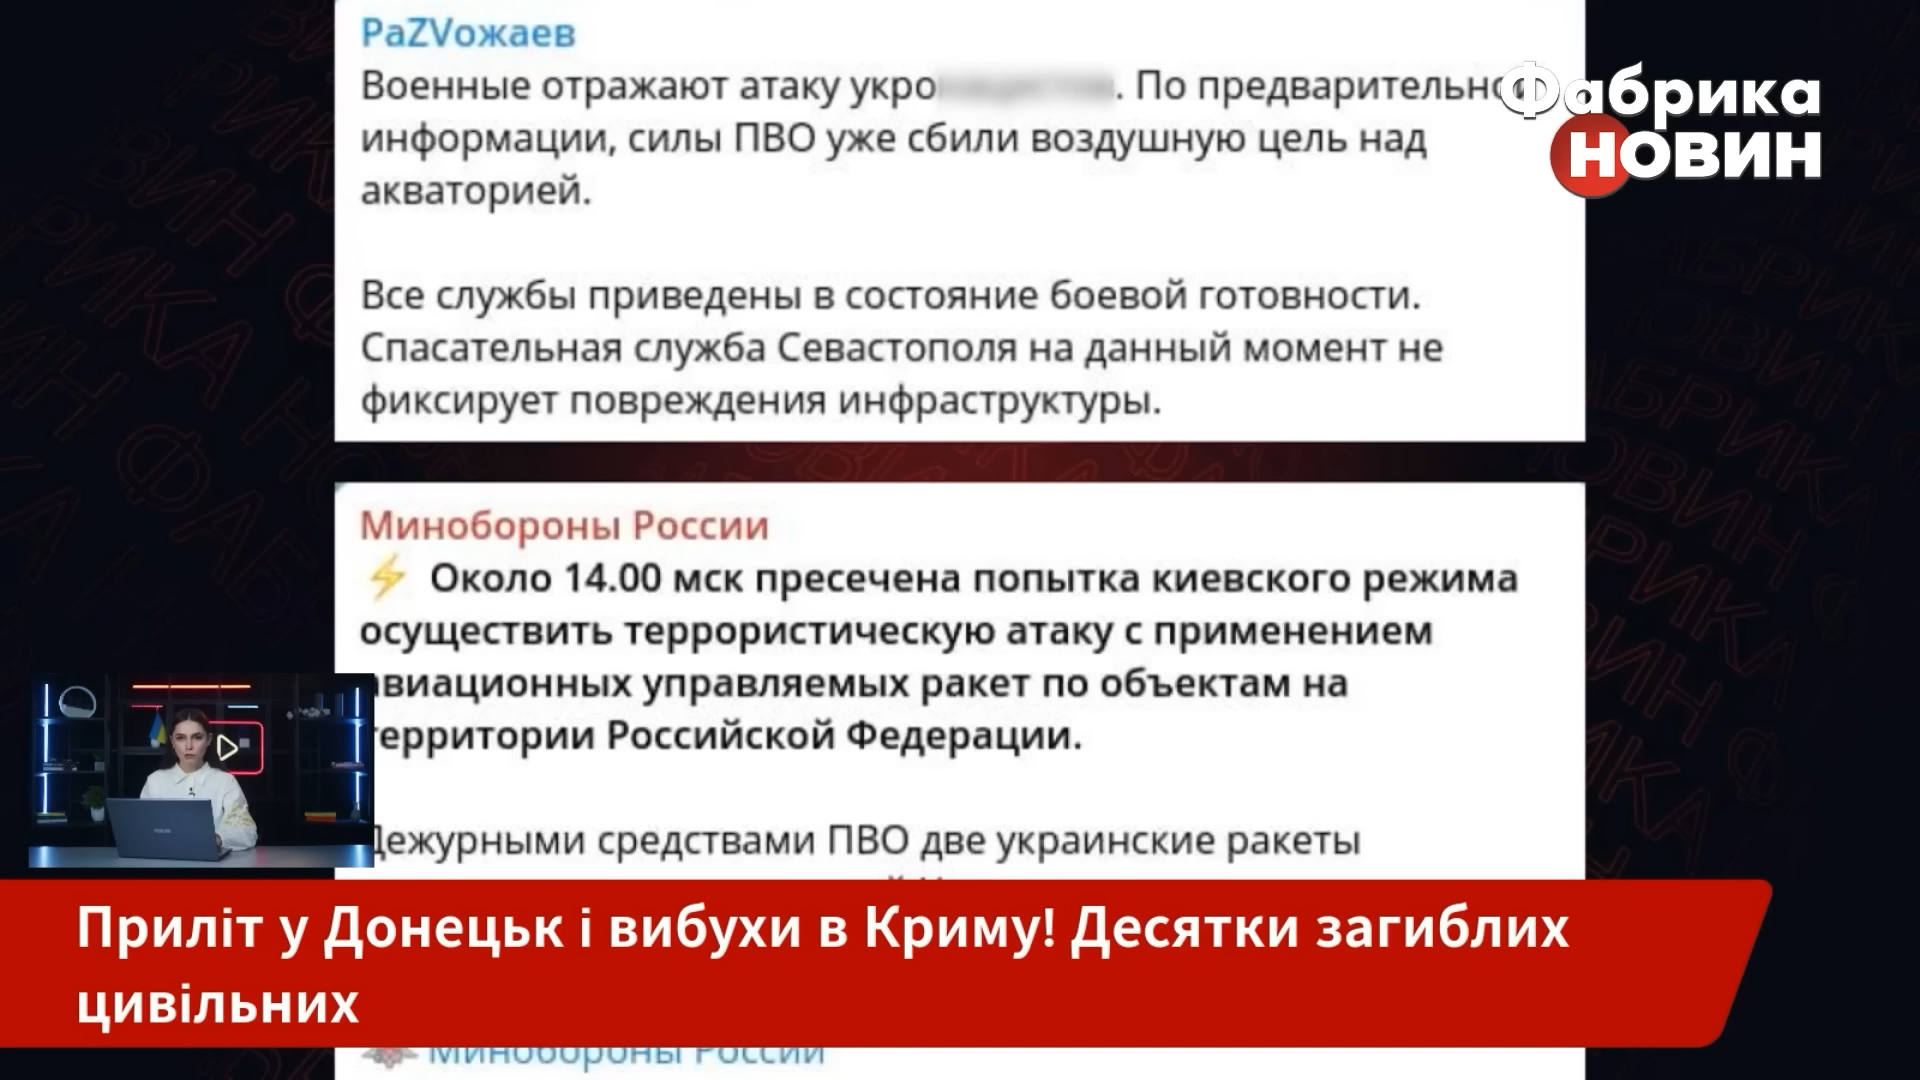 РаZVожаев
Военные отражают атаку укро . По предварительной
информации, силы ПВО уже сбили воздушную цель над
акваторией.
Все службы приведены в состояние боевой готовности.
Спасательная служба Севастополя на данный момент не
фиксирует повреждения инфраструктуры.
Фабрика
новин
Минобороны России
⚡ Около 14.00 мск пресечена попытка киевского режима
осуществить террористическую атаку с применением
авиационных управляемых ракет по объектам на
территории Российской Федерации.
Дежурными средствами ПВО две украинские ракеты
Приліт у Донецьк і вибухи в Криму! Десятки загиблих
цивільних
Минобороны России